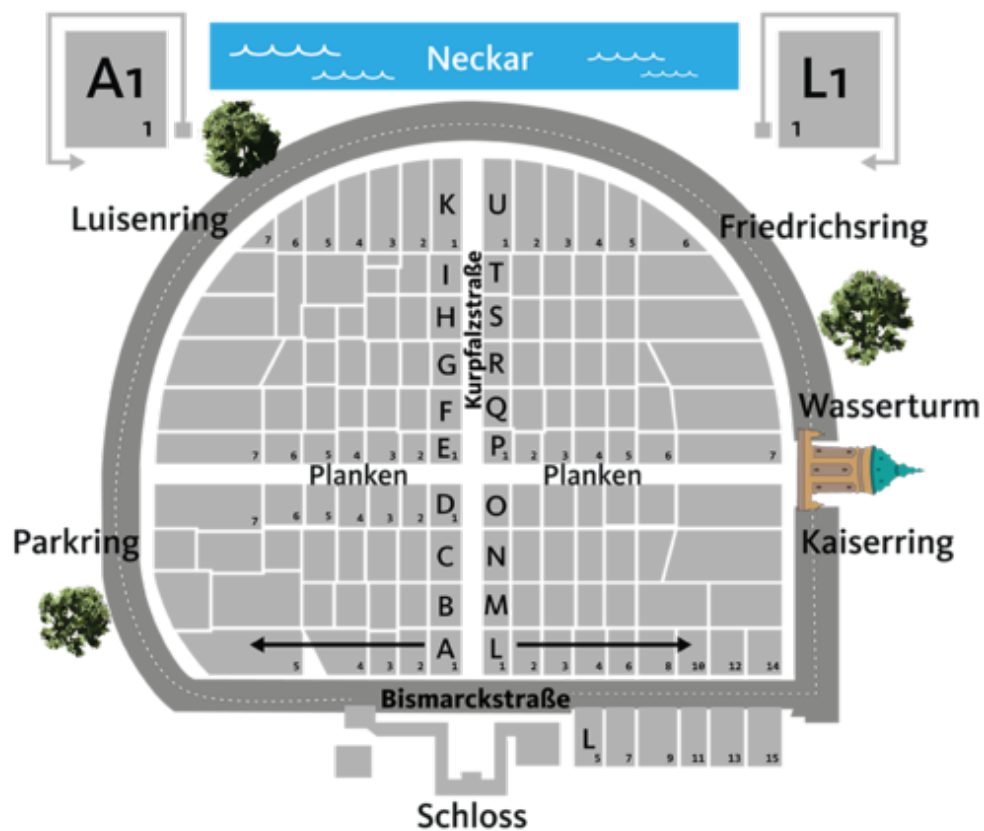 A1
1
Neckar
L1
1
Luisenring
Friedrichsring
K U
7 6 5 4 3 2 1 1 2 3 4 5 6
I T
H S
Kurpfalzstraße
G R
F Q
Wasserturm
E P
7 6 5 4 3 2 1 1 2 3 4 5 6 7
Planken Planken
D O
7 6 5 4 3 2 1
Parkring
Kaiserring
C N
B M
A L
5 4 3 2 1 1 2 3 4 6 8 10 12 14
Bismarckstraße
L
5 7 9 11 13 15
Schloss